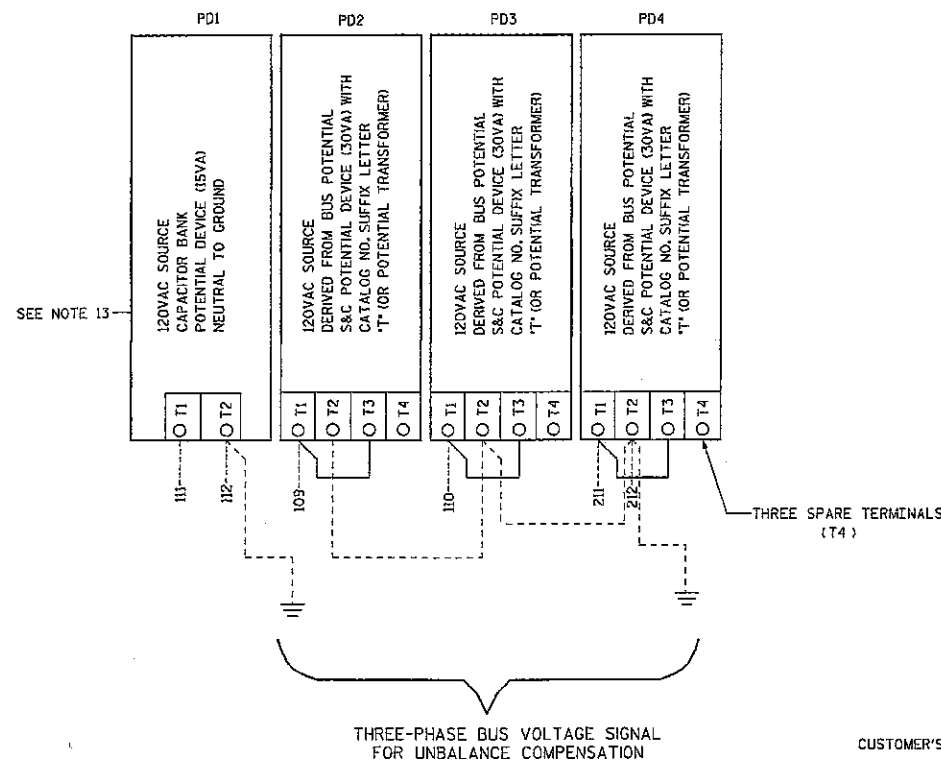 PD1
PD2
PD3
PD4
120VAC SOURCE
CAPACITOR BANK
POTENTIAL DEVICE (15VA)
NEUTRAL TO GROUND
120VAC SOURCE
DERIVED FROM BUS POTENTIAL
S&C POTENTIAL DEVICE (30VA) WITH
CATALOG NO. SUFFIX LETTER
"T" (OR POTENTIAL TRANSFORMER)
120VAC SOURCE
DERIVED FROM BUS POTENTIAL
S&C POTENTIAL DEVICE (30VA) WITH
CATALOG NO. SUFFIX LETTER
"T" (OR POTENTIAL TRANSFORMER)
120VAC SOURCE
DERIVED FROM BUS POTENTIAL
S&C POTENTIAL DEVICE (30VA) WITH
CATALOG NO. SUFFIX LETTER
"T" (OR POTENTIAL TRANSFORMER)
SEE NOTE 13
T1
T2
T1
T2
T3
T4
T1
T2
T3
T4
T1
T2
T3
T4
111
112
109
110
211
212
THREE SPARE TERMINALS
(T4)
THREE-PHASE BUS VOLTAGE SIGNAL
FOR UNBALANCE COMPENSATION
CUSTOMER'S